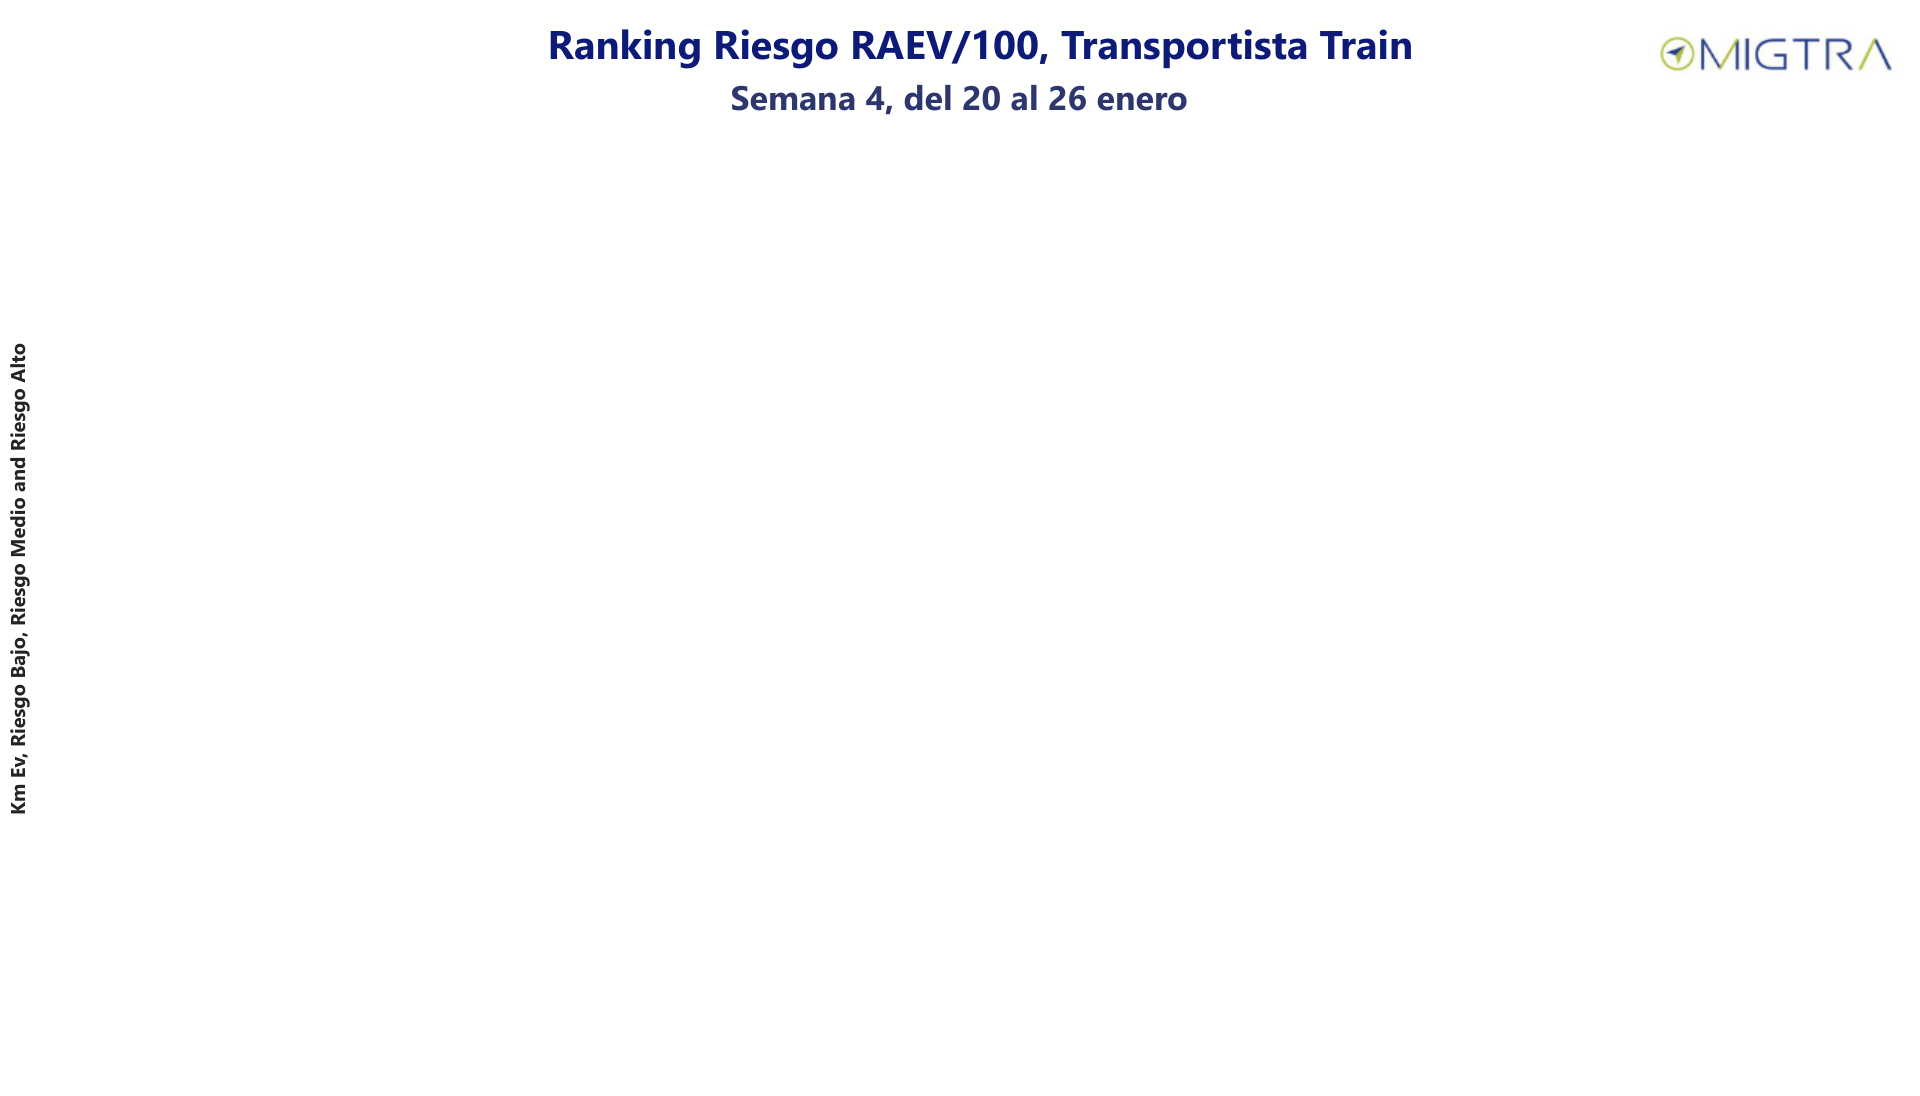 Ranking Riesgo RAEV/100, Transportista Train
MIGTRA
Semana 4, del 20 al 26 enero
Km Ev, Riesgo Bajo, Riesgo Medio and Riesgo Alto